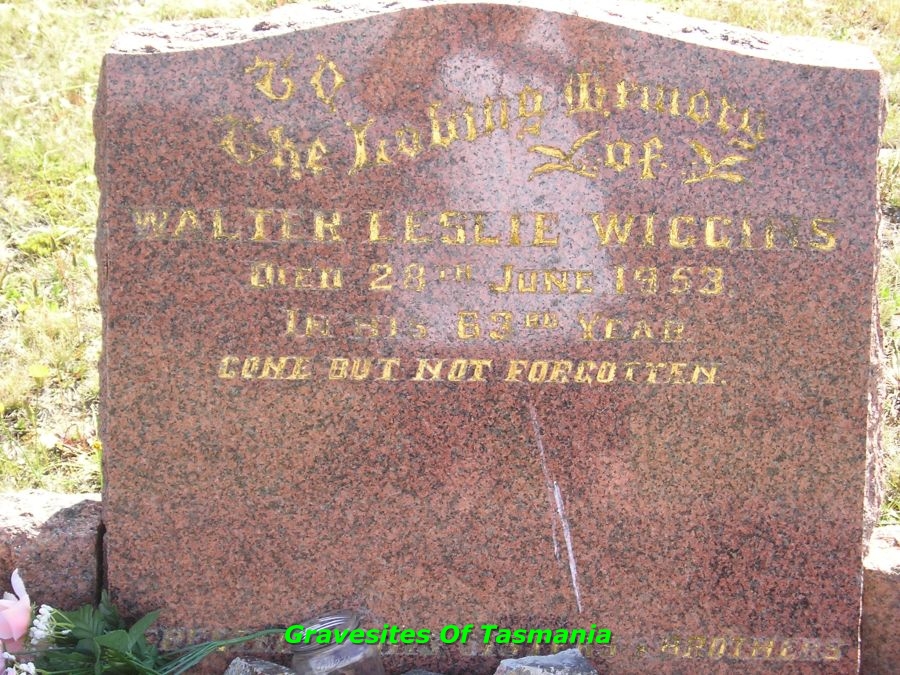 To
The Loving Memory
of
WALTER LESLIE WIGGINS
DIED 28TH JUNE 1953.
IN HIS 63RD YEAR
GONE BUT NOT FORGOTTEN.
SISTERS & BROTHERS
Gravesites Of Tasmania